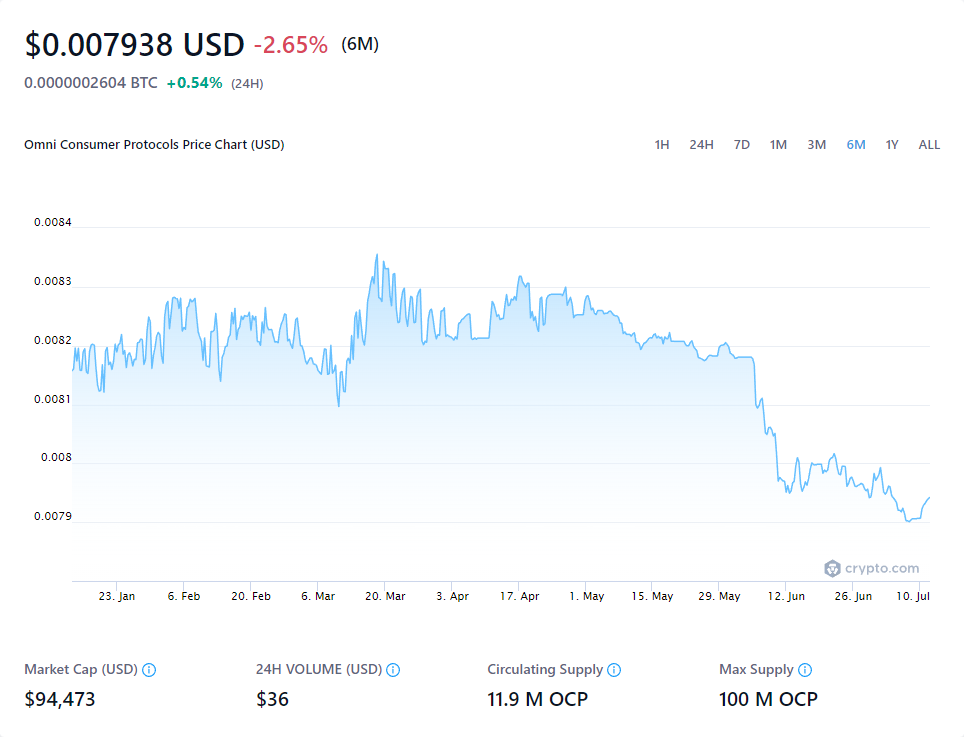 $0.007938 USD -2.65% (6M)
0.0000002604 BTC +0.54% (24H)
Omni Consumer Protocols Price Chart (USD)
1H 24H 7D 1M 3M 6M 1Y ALL
0.0084
0.0083
0.0082
0.0081
0.008
0.0079
crypto.com
23. Jan 6. Feb 20. Feb 6. Mar 20. Mar 3. Apr 17. Apr 1. May 15. May 29. May 12. Jun 26. Jun 10. Jul
Market Cap (USD) 24H VOLUME (USD) Circulating Supply Max Supply
$94,473 $36 11.9 M OCP 100 M OCP